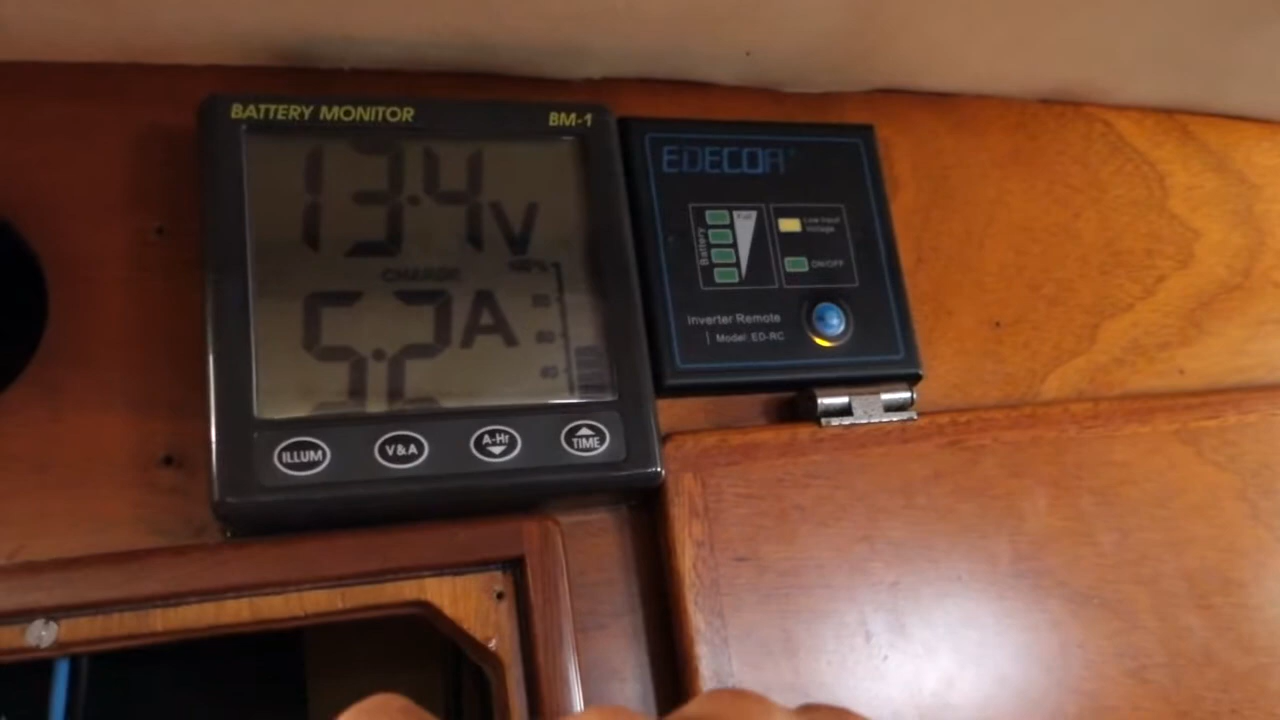 BATTERY MONITOR
BM-1
13.4V
CHARGE
5.2A
ILLUM
V&A
A-Hr
TIME
EDECOA
Battery
Full
Low Input
Voltage
ON/OFF
Inverter Remote
Model: ED-RC